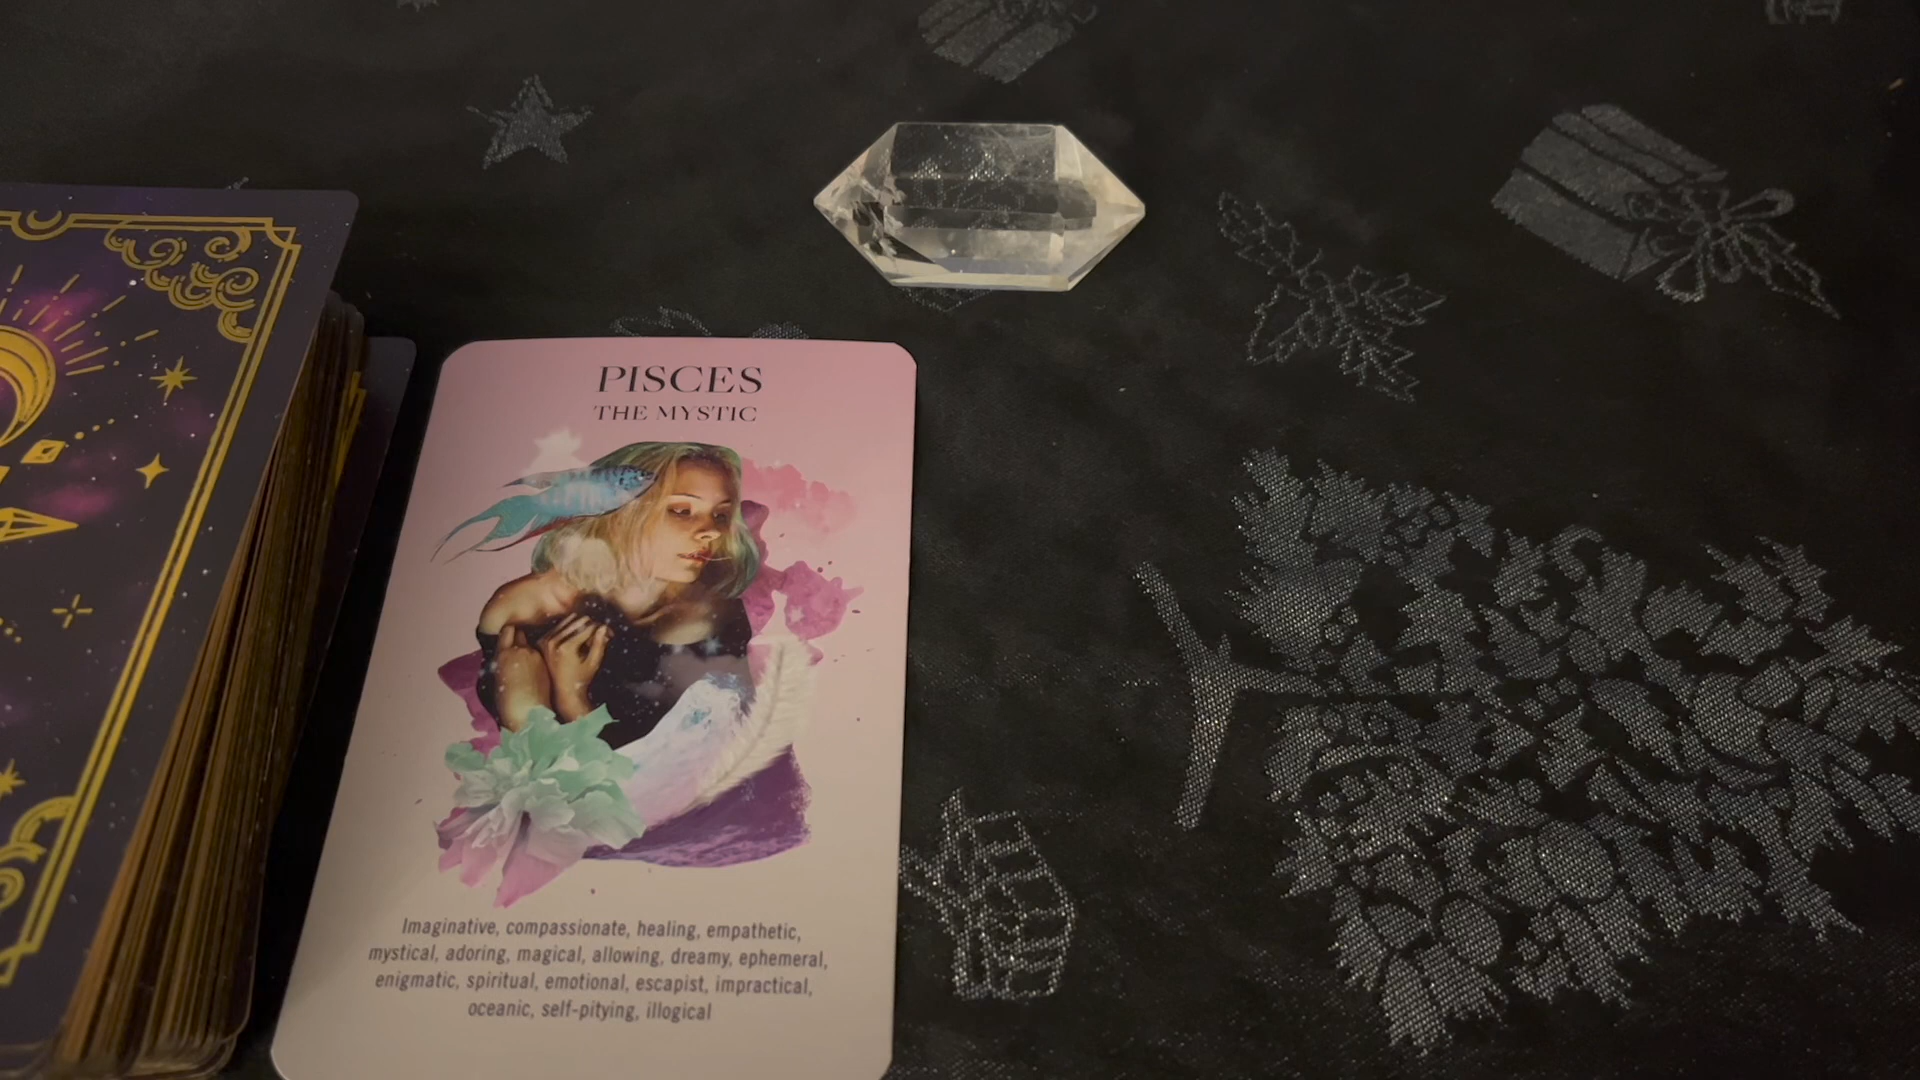 PISCES
THE MYSTIC
Imaginative, compassionate, healing, empathetic,
mystical, adoring, magical, allowing, dreamy, ephemeral,
enigmatic, spiritual, emotional, escapist, impractical,
oceanic, self-pitying, illogical